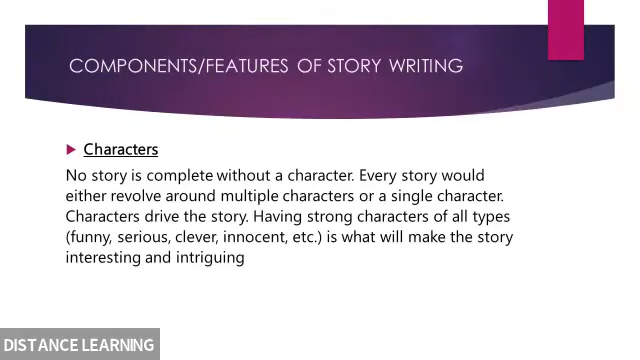 COMPONENTS/FEATURES OF STORY WRITING
Characters
No story is complete without a character. Every story would
either revolve around multiple characters or a single character.
Characters drive the story. Having strong characters of all types
(funny, serious, clever, innocent, etc.) is what will make the story
interesting and intriguing
DISTANCE LEARNING